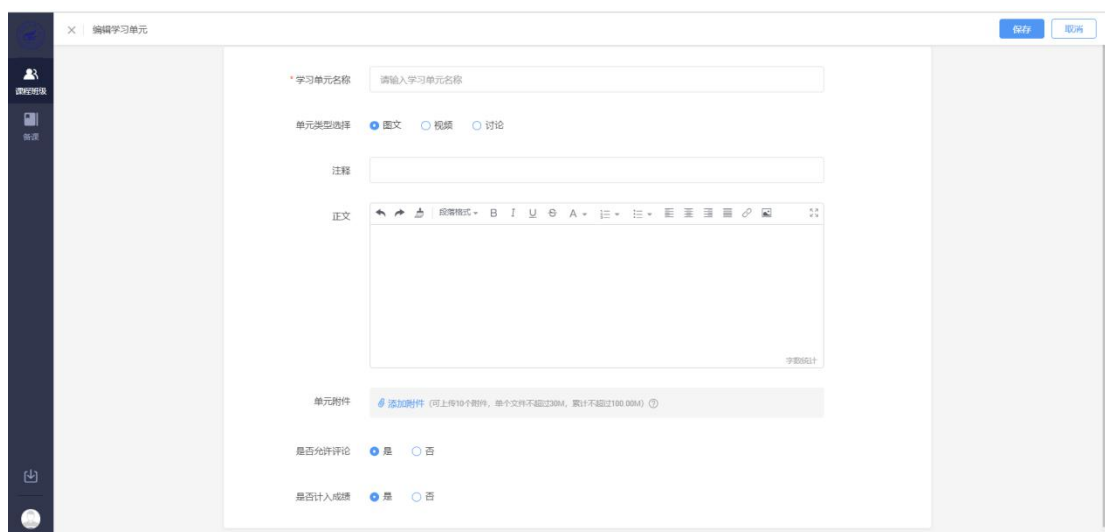 编辑学习单元
保存
取消
课程班级
备课
*学习单元名称
请输入学习单元名称
单元类型选择
图文
视频
讨论
注释
正文
段落格式
B I U S A
字数统计
单元附件
添加附件 (可上传10个附件, 单个文件不超过30M, 累计不超过100.00M)
是否允许评论
是
否
是否计入成绩
是
否